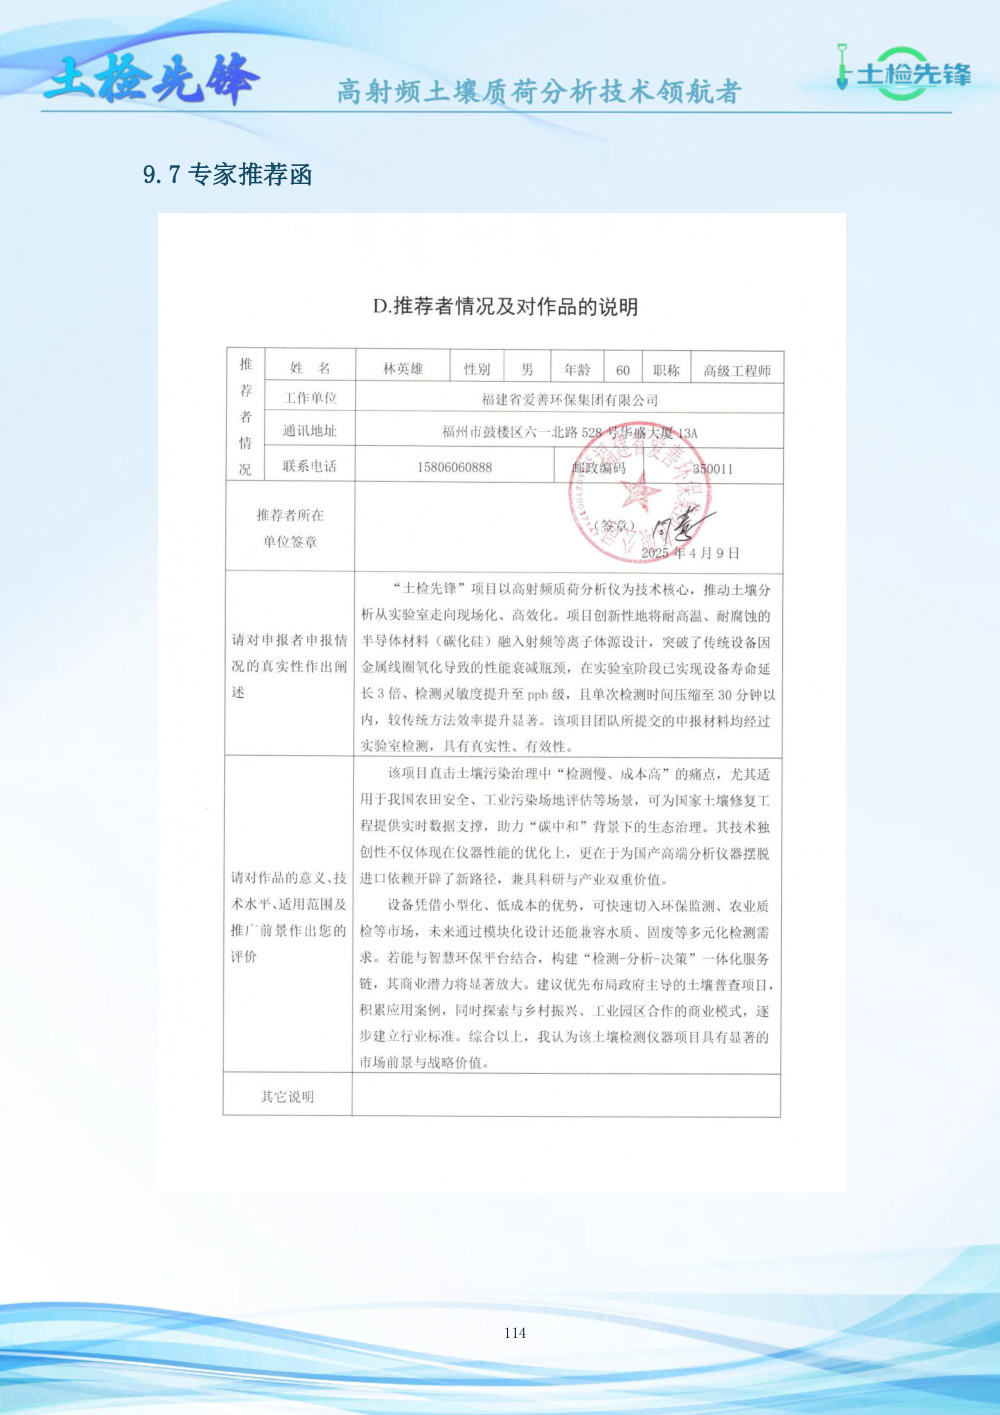 土检先锋
高射频土壤质荷分析技术领航者
土检先锋
9.7 专家推荐函
D.推荐者情况及对作品的说明
推荐者情况
姓 名 林英雄 性别 男 年龄 60 职称 高级工程师
工作单位 福建省爱善环保集团有限公司
通讯地址 福州市鼓楼区六一北路 528 号华盛大厦 13A
联系电话 15806060888 邮政编码 350011
推荐者所在
单位签章
（签章）
2025 年 4 月 9 日
请对申报者申报情
况的真实性作出阐
述
“土检先锋”项目以高射频质荷分析仪为技术核心，推动土壤分
析从实验室走向现场化、高效化。项目创新性地将耐高温、耐腐蚀的
半导体材料（碳化硅）融入射频等离子体源设计，突破了传统设备因
金属线圈氧化导致的性能衰减瓶颈，在实验室阶段已实现设备寿命延
长 3 倍、检测灵敏度提升至 ppb 级，且单次检测时间压缩至 30 分钟以
内，较传统方法效率提升显著。该项目团队所提交的申报材料均经过
实验室检测，具有真实性、有效性。
请对作品的意义、技
术水平、适用范围及
推广前景作出您的
评价
该项目直击土壤污染治理中“检测慢、成本高”的痛点，尤其适
用于我国农田安全、工业污染场地评估等场景，可为国家土壤修复工
程提供实时数据支撑，助力“碳中和”背景下的生态治理。其技术独
创性不仅体现在仪器性能的优化上，更在于为国产高端分析仪器摆脱
进口依赖开辟了新路径，兼具科研与产业双重价值。
设备凭借小型化、低成本的优势，可快速切入环保监测、农业质
检等市场，未来通过模块化设计还能兼容水质、固废等多元化检测需
求。若能与智慧环保平台结合，构建“检测-分析-决策”一体化服务
链，其商业潜力将显著放大。建议优先布局政府主导的土壤普查项目，
积累应用案例，同时探索与乡村振兴、工业园区合作的商业模式，逐
步建立行业标准。综合以上，我认为该土壤检测仪器项目具有显著的
市场前景与战略价值。
其它说明
114